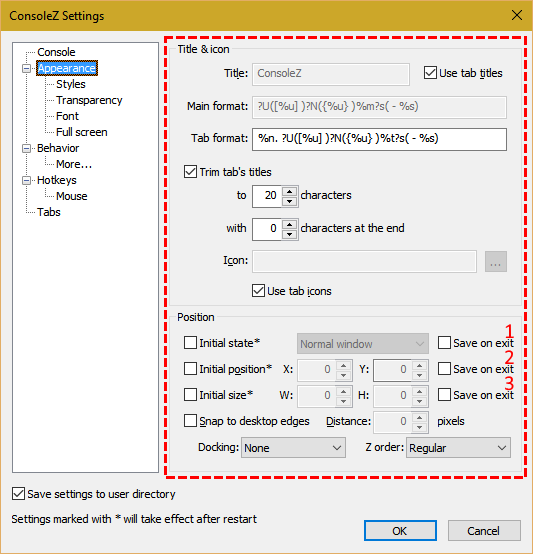 ConsoleZ Settings
Console
Appearance
Styles
Transparency
Font
Full screen
Behavior
More...
Hotkeys
Mouse
Tabs
Title & icon
Title: ConsoleZ Use tab titles
Main format: ?U([%u] )?N({%u} )%m?s( - %s)
Tab format: %n. ?U([%u] )?N({%u} )%t?s( - %s)
Trim tab's titles
to 20 characters
with 0 characters at the end
Icon: ...
Use tab icons
Position
1
Initial state* Normal window Save on exit
2
Initial position* X: 0 Y: 0 Save on exit
3
Initial size* W: 0 H: 0 Save on exit
Snap to desktop edges Distance: 0 pixels
Docking: None Z order: Regular
Save settings to user directory
Settings marked with * will take effect after restart
OK Cancel